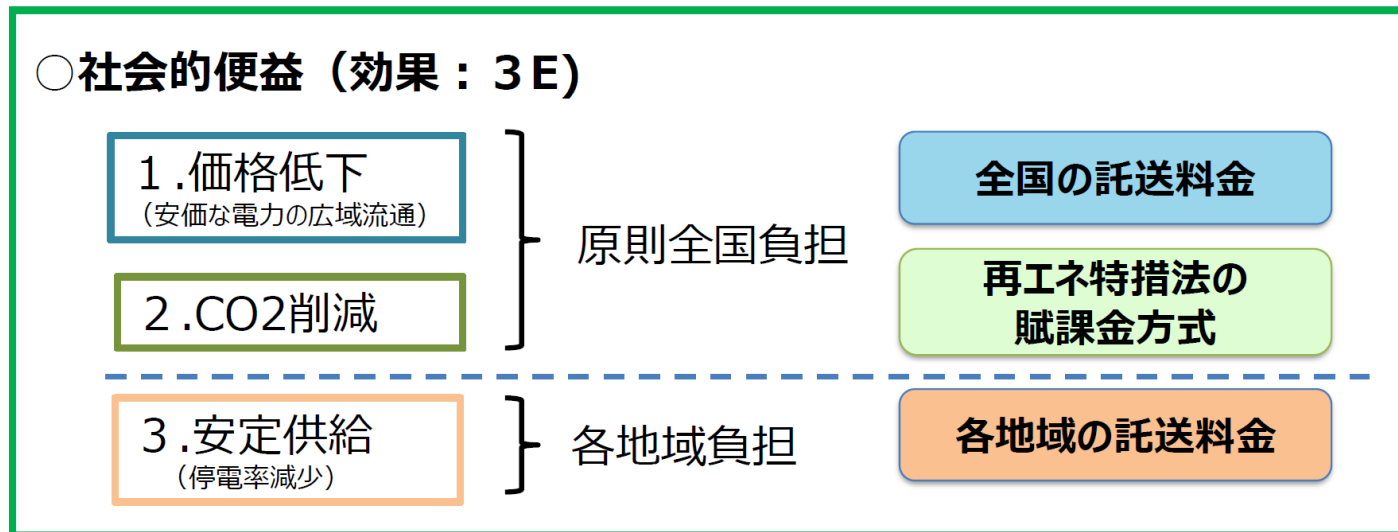 ○社会的便益（効果：３E）
１.価格低下
（安価な電力の広域流通）
２.CO2削減
原則全国負担
全国の託送料金
再エネ特措法の
賦課金方式
３.安定供給
（停電率減少）
各地域負担
各地域の託送料金